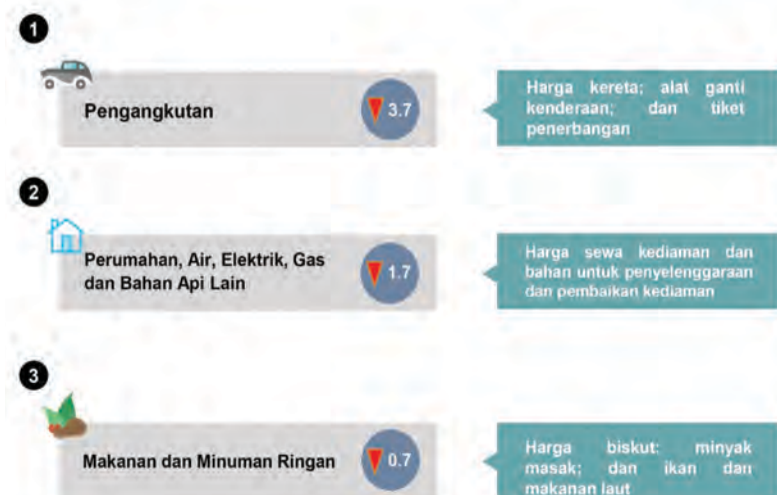 1
Pengangkutan
3.7
Harga kereta; alat ganti
kenderaan; dan tiket
penerbangan
2
Perumahan, Air, Elektrik, Gas
dan Bahan Api Lain
1.7
Harga sewa kediaman dan
bahan untuk penyelenggaraan
dan pembaikan kediaman
3
Makanan dan Minuman Ringan
0.7
Harga biskut; minyak
masak; dan ikan dan
makanan laut